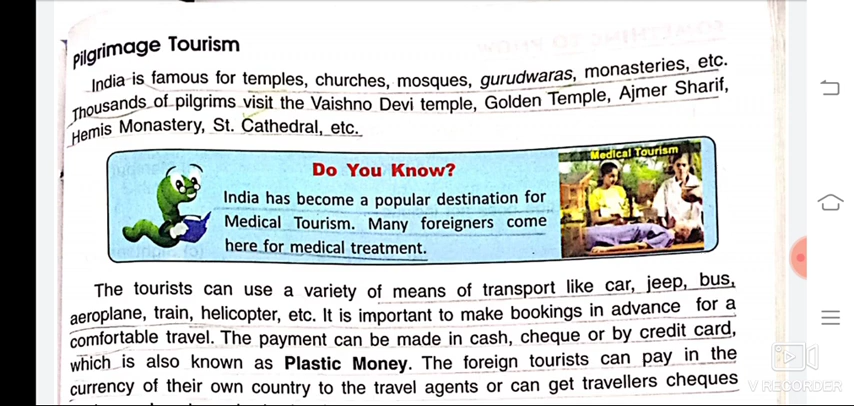 Pilgrimage Tourism
India is famous for temples, churches, mosques, gurudwaras, monasteries, etc.
Thousands of pilgrims visit the Vaishno Devi temple, Golden Temple, Ajmer Sharif,
Hemis Monastery, St. Cathedral, etc.
Do You Know?
India has become a popular destination for
Medical Tourism. Many foreigners come
here for medical treatment.
Medical Tourism
The tourists can use a variety of means of transport like car, jeep, bus,
aeroplane, train, helicopter, etc. It is important to make bookings in advance for a
comfortable travel. The payment can be made in cash, cheque or by credit card,
which is also known as Plastic Money. The foreign tourists can pay in the
currency of their own country to the travel agents or can get travellers cheques
V RECORDER